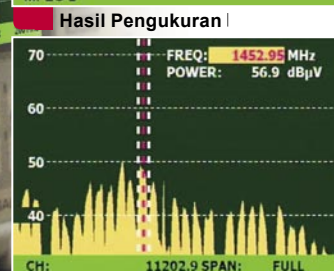 Hasil Pengukuran
70 FREQ: 1452.95 MHz
POWER: 56.9 dBµV
60
50
40
CH: 11202.9 SPAN: FULL